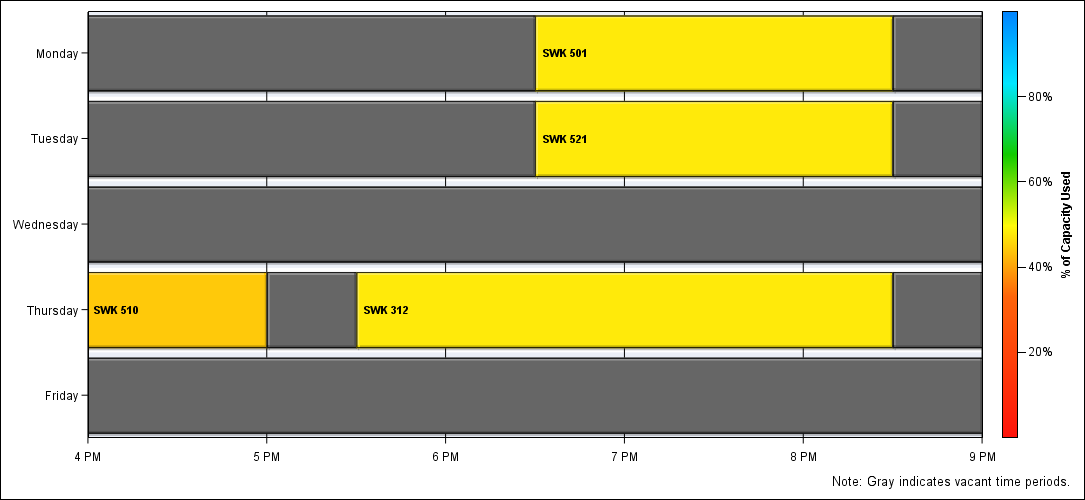 Monday
SWK 501
Tuesday
SWK 521
Wednesday
Thursday
SWK 510
SWK 312
Friday
4 PM
5 PM
6 PM
7 PM
8 PM
9 PM
80%
60%
40%
20%
% of Capacity Used
Note: Gray indicates vacant time periods.